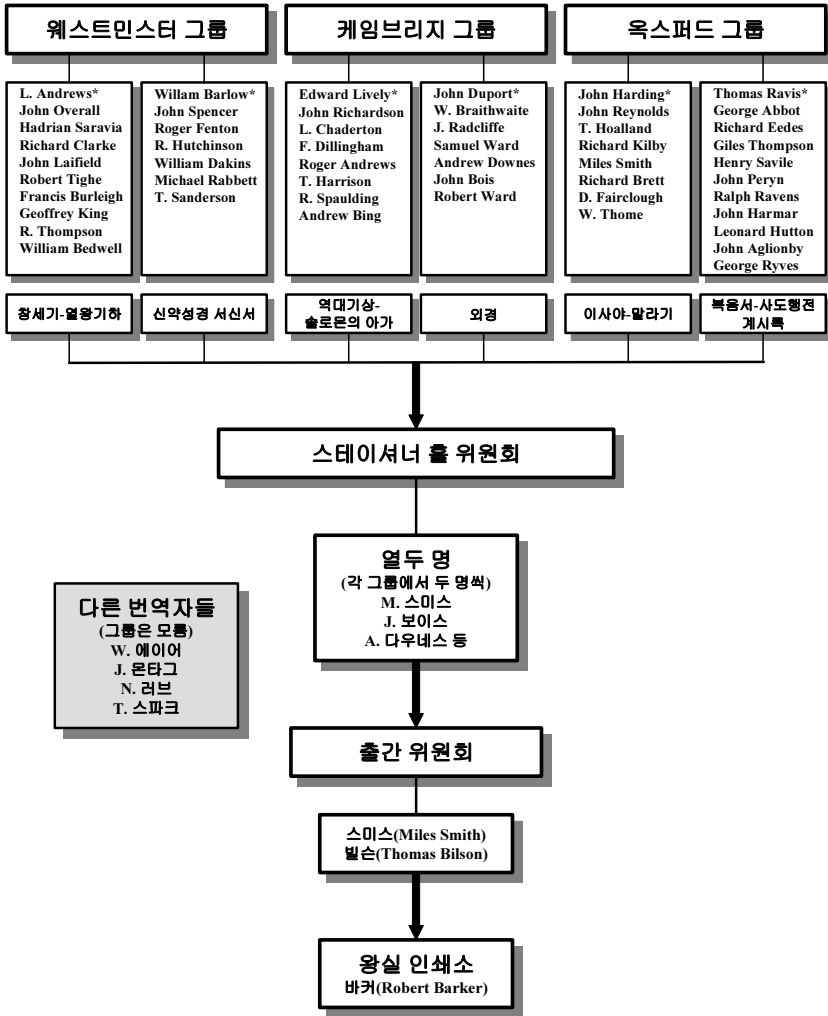 웨스트민스터 그룹
L. Andrews*
John Overall
Hadrian Saravia
Richard Clarke
John Laifield
Robert Tighe
Francis Burleigh
Geoffrey King
R. Thompson
William Bedwell
창세기-열왕기하
Willam Barlow*
John Spencer
Roger Fenton
R. Hutchinson
William Dakins
Michael Rabbett
T. Sanderson
신약성경 서신서
케임브리지 그룹
Edward Lively*
John Richardson
L. Chaderton
F. Dillingham
Roger Andrews
T. Harrison
R. Spaulding
Andrew Bing
역대기상-
솔로몬의 아가
John Duport*
W. Braithwaite
J. Radcliffe
Samuel Ward
Andrew Downes
John Bois
Robert Ward
외경
옥스퍼드 그룹
John Harding*
John Reynolds
T. Hoalland
Richard Kilby
Miles Smith
Richard Brett
D. Fairclough
W. Thome
이사야-말라기
Thomas Ravis*
George Abbot
Richard Eedes
Giles Thompson
Henry Savile
John Peryn
Ralph Ravens
John Harmar
Leonard Hutton
John Aglionby
George Ryves
복음서-사도행전
계시록
스테이셔너 홀 위원회
열두 명
(각 그룹에서 두 명씩)
M. 스미스
J. 보이스
A. 다우네스 등
다른 번역자들
(그룹은 모름)
W. 에이어
J. 몬타그
N. 러브
T. 스파크
출간 위원회
스미스(Miles Smith)
빌슨(Thomas Bilson)
왕실 인쇄소
바커(Robert Barker)